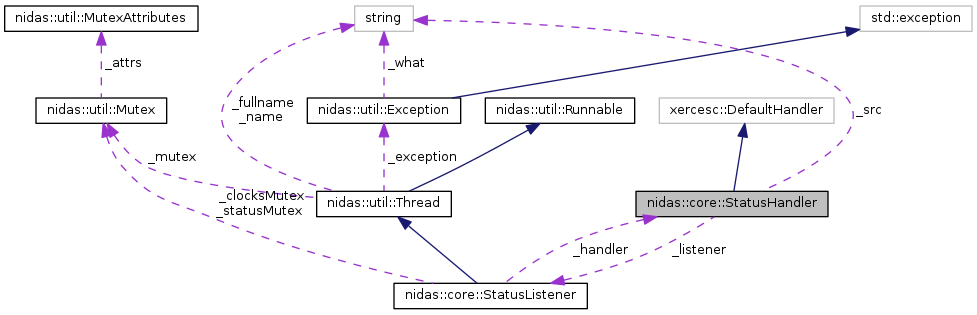 nidas::util::MutexAttributes
string
std::exception
_attrs
_what
_fullname
_name
nidas::util::Mutex
nidas::util::Exception
nidas::util::Runnable
xercesc::DefaultHandler
_src
_mutex
_exception
_clocksMutex
_statusMutex
nidas::util::Thread
nidas::core::StatusHandler
_handler
_listener
nidas::core::StatusListener